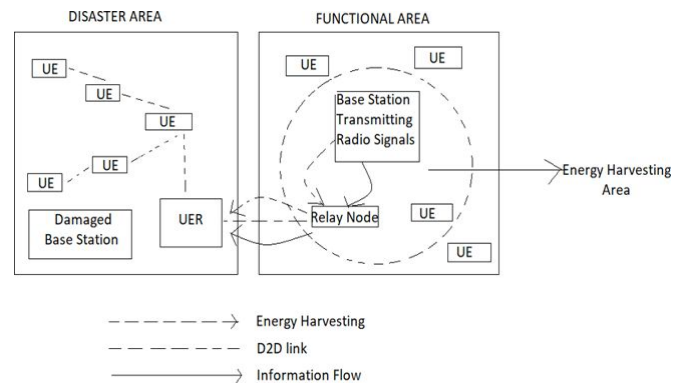 DISASTER AREA
FUNCTIONAL AREA
UE
UE
UE
UE
UE
Damaged
Base Station
UER
UE
UE
Base Station
Transmitting
Radio Signals
Relay Node
UE
UE
Energy Harvesting
Area
Energy Harvesting
D2D link
Information Flow